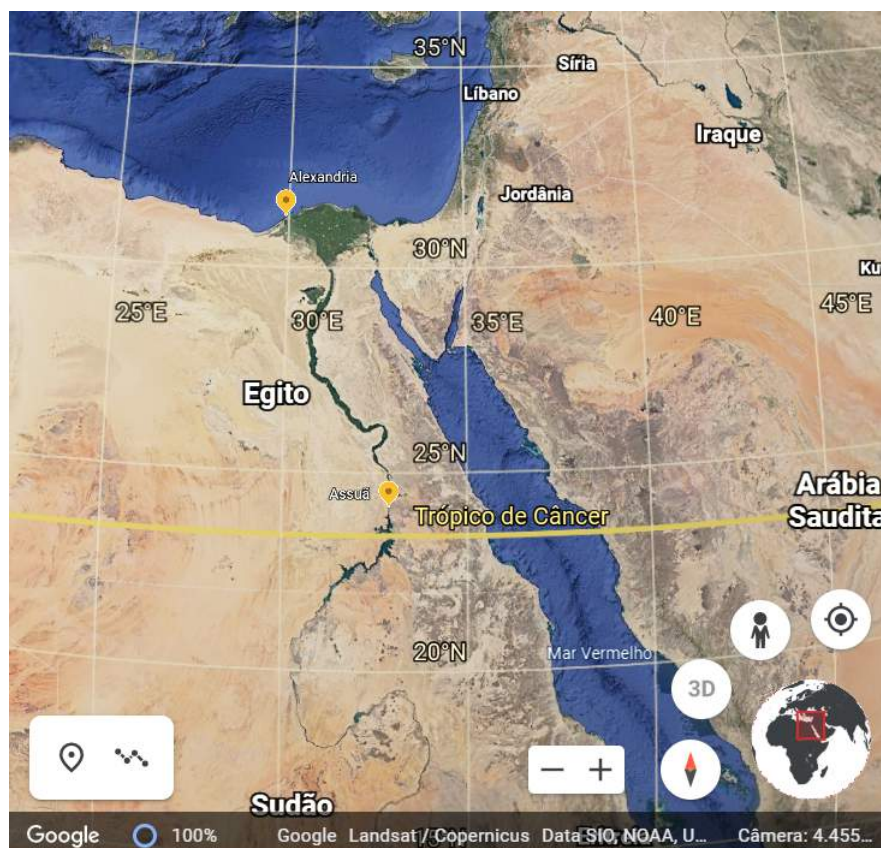 35°N
Síria
Líbano
Iraque
Alexandria
Jordânia
30°N
Ku
25°E
30°E
35°E
40°E
45°E
Egito
25°N
Assuã
Arábia
Saudita
Trópico de Câncer
20°N
Mar Vermelho
3D
Sudão
Google
100%
Google Landsat / Copernicus Data SIO, NOAA, U...
Câmera: 4.455...